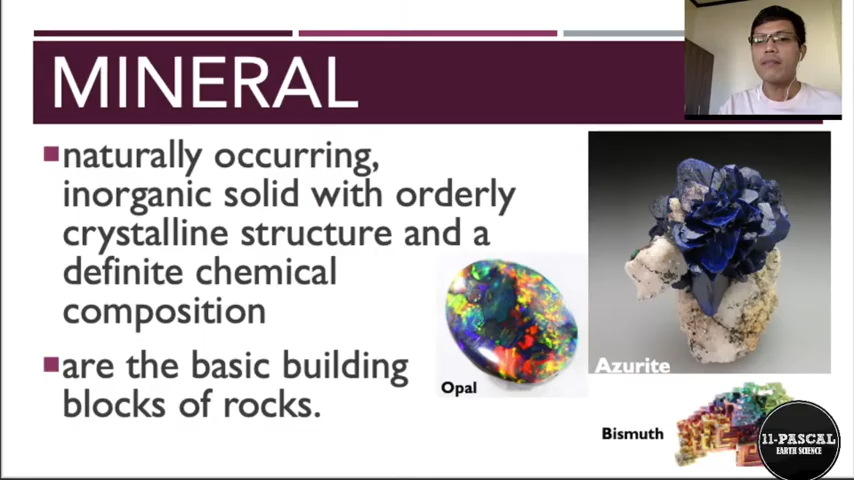 MINERAL
naturally occurring,
inorganic solid with orderly
crystalline structure and a
definite chemical
composition
are the basic building
blocks of rocks.
Opal
Azurite
Bismuth
11-PASCAL
EARTH SCIENCE